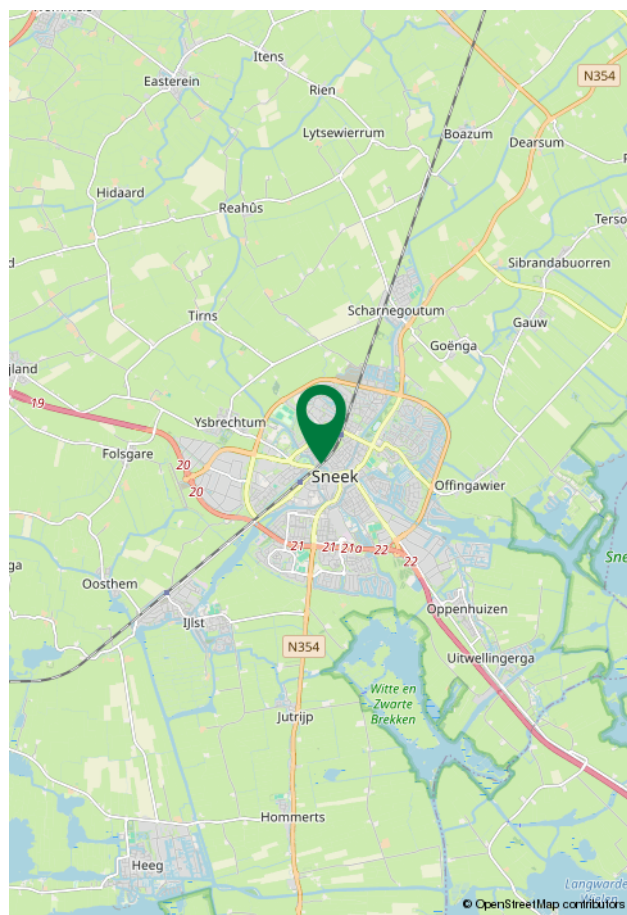 Itens
Easterein
Rien
N354
Lytsewierrum
Boazum
Dearsum
Hidaard
Reahûs
Terso
Sibrandabuorren
Scharnegoutum
Tirns
Gauw
Goënga
jland
19
Ysbrechtum
Folsgare
20
Sneek
20
Offingawier
21
21
21a
22
22
Sne
ga
Oosthem
Oppenhuizen
IJlst
N354
Uitwellingerga
Witte en
Zwarte
Brekken
Jutrijp
Hommerts
Heeg
Langwarde
Wielen
© OpenStreetMap contributors